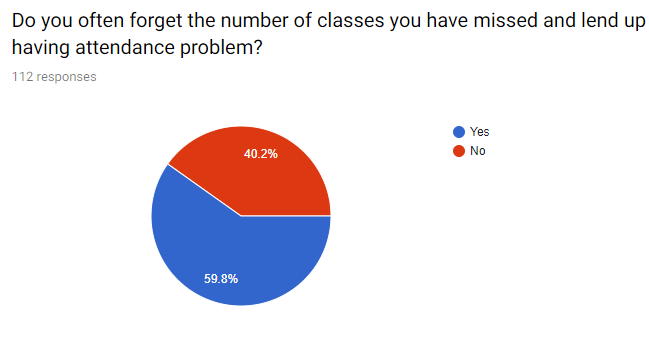 Do you often forget the number of classes you have missed and lend up
having attendance problem?
112 responses
Yes
No
40.2%
59.8%